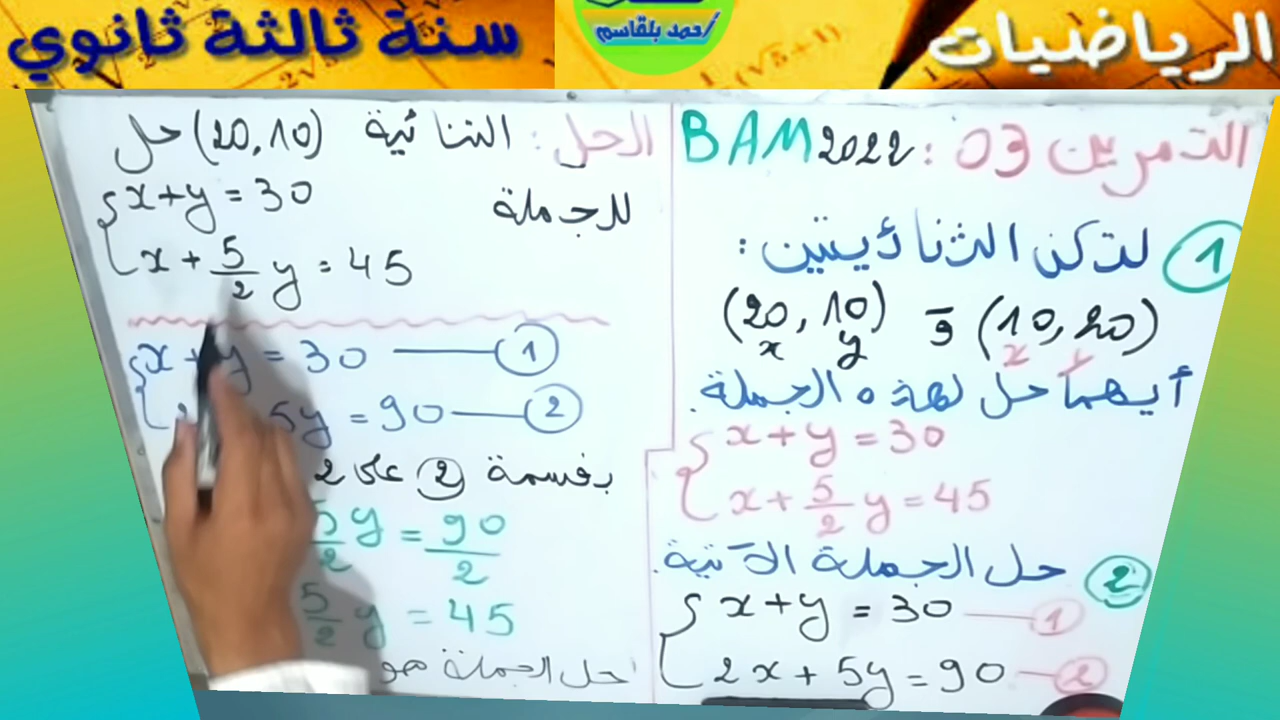 الرياضيات
أحمد بلقاسم
سنة ثالثة ثانوي
التمرين 03 : BAM 2022
1 لتكن الثنائيتين :
(10, 20) و (20, 10)
x y x y
أيهما حل لهذه الجملة.
x + y = 30
x + 5/2 y = 45
2 حل الجملة الآتية.
x + y = 30 — 1
2x + 5y = 90 — 2
الحل : الثنائية (20, 10) حل
للجملة
x + y = 30
x + 5/2 y = 45
x + y = 30 — 1
5y = 90 — 2
بقسمة 2 على 2
5/2 y = 90/2
5/2 y = 45
حل الجملة هو